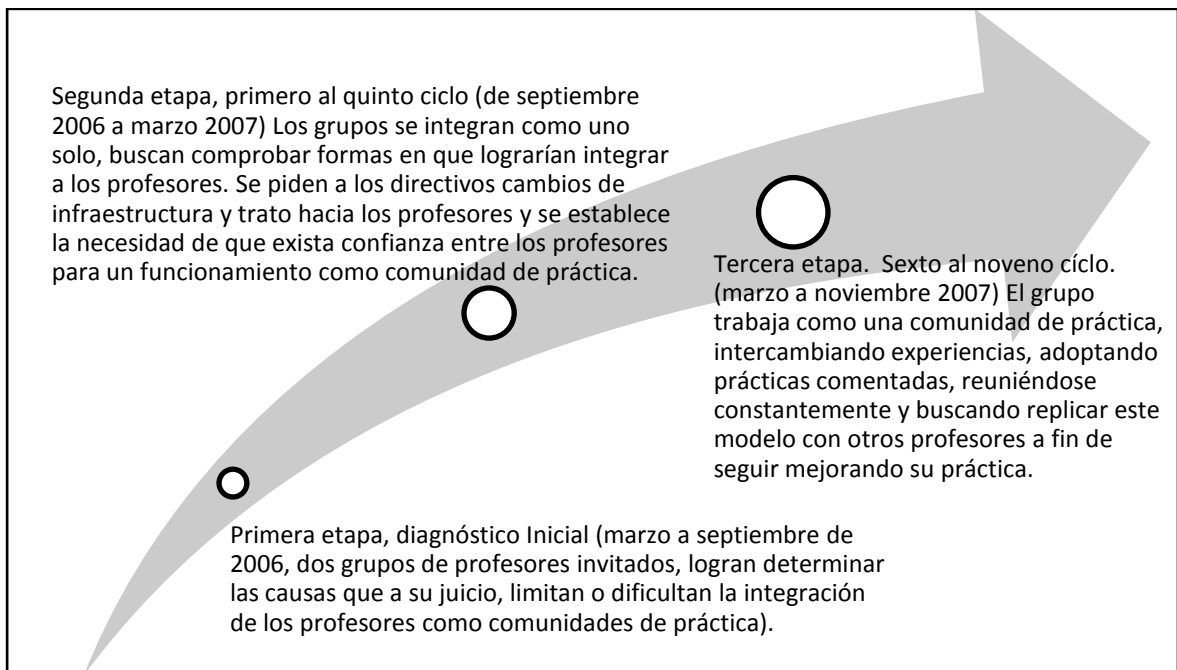 Segunda etapa, primero al quinto ciclo (de septiembre
2006 a marzo 2007) Los grupos se integran como uno
solo, buscan comprobar formas en que lograrían integrar
a los profesores. Se piden a los directivos cambios de
infraestructura y trato hacia los profesores y se establece
la necesidad de que exista confianza entre los profesores
para un funcionamiento como comunidad de práctica.
Tercera etapa.  Sexto al noveno cíclo.
(marzo a noviembre 2007) El grupo
trabaja como una comunidad de práctica,
intercambiando experiencias, adoptando
prácticas comentadas, reuniéndose
constantemente y buscando replicar este
modelo con otros profesores a fin de
seguir mejorando su práctica.
Primera etapa, diagnóstico Inicial (marzo a septiembre de
2006, dos grupos de profesores invitados, logran determinar
las causas que a su juicio, limitan o dificultan la integración
de los profesores como comunidades de práctica).